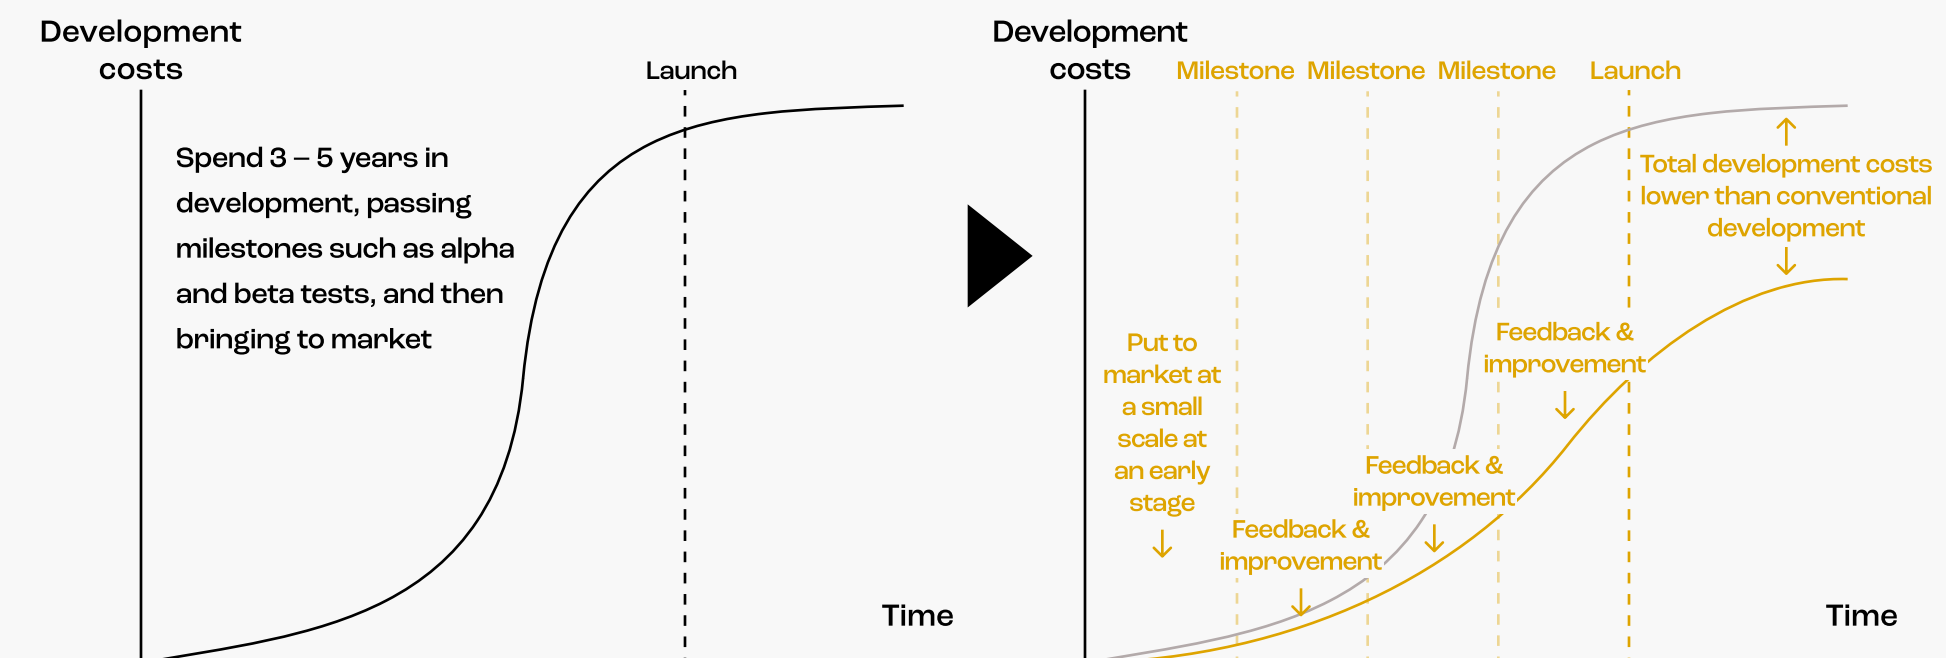 Development
costs
Launch
Spend 3 – 5 years in
development, passing
milestones such as alpha
and beta tests, and then
bringing to market
Time
Development
costs
Milestone
Milestone
Milestone
Launch
Total development costs
lower than conventional
development
Put to
market at
a small
scale at
an early
stage
Feedback &
improvement
Feedback &
improvement
Feedback &
improvement
Time